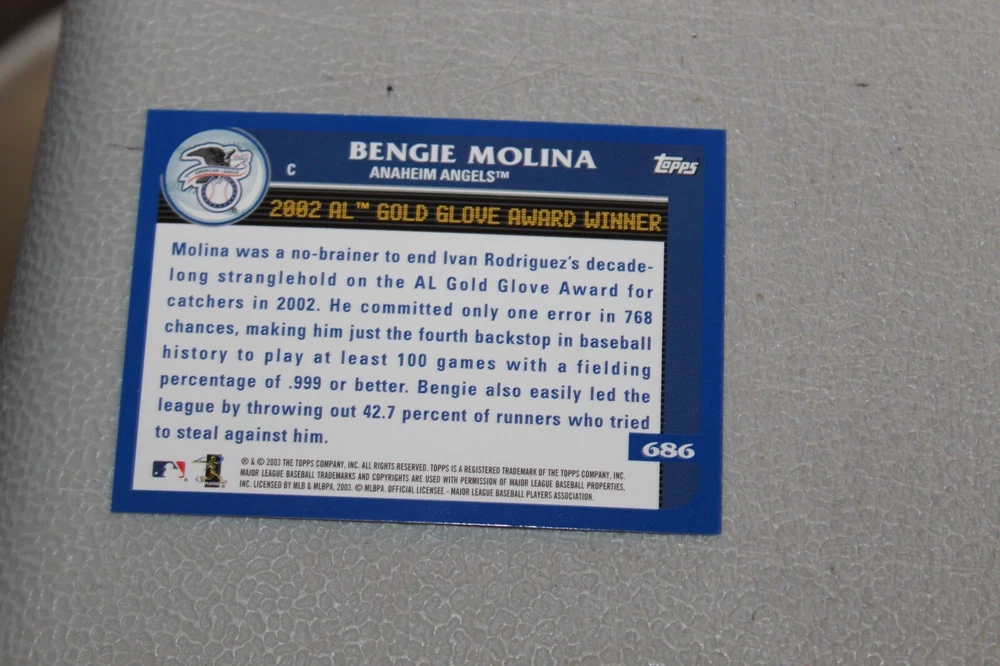 BENGIE MOLINA
C
ANAHEIM ANGELS™
topps
2002 AL™ GOLD GLOVE AWARD WINNER
Molina was a no-brainer to end Ivan Rodriguez's decade-
long stranglehold on the AL Gold Glove Award for
catchers in 2002. He committed only one error in 768
chances, making him just the fourth backstop in baseball
history to play at least 100 games with a fielding
percentage of .999 or better. Bengie also easily led the
league by throwing out 42.7 percent of runners who tried
to steal against him.
686
® & © 2003 THE TOPPS COMPANY, INC. ALL RIGHTS RESERVED. TOPPS IS A REGISTERED TRADEMARK OF THE TOPPS COMPANY, INC.
MAJOR LEAGUE BASEBALL TRADEMARKS AND COPYRIGHTS ARE USED WITH PERMISSION OF MAJOR LEAGUE BASEBALL PROPERTIES,
INC. LICENSED BY MLB & MLBPA, 2003. © MLBPA. OFFICIAL LICENSEE - MAJOR LEAGUE BASEBALL PLAYERS ASSOCIATION.